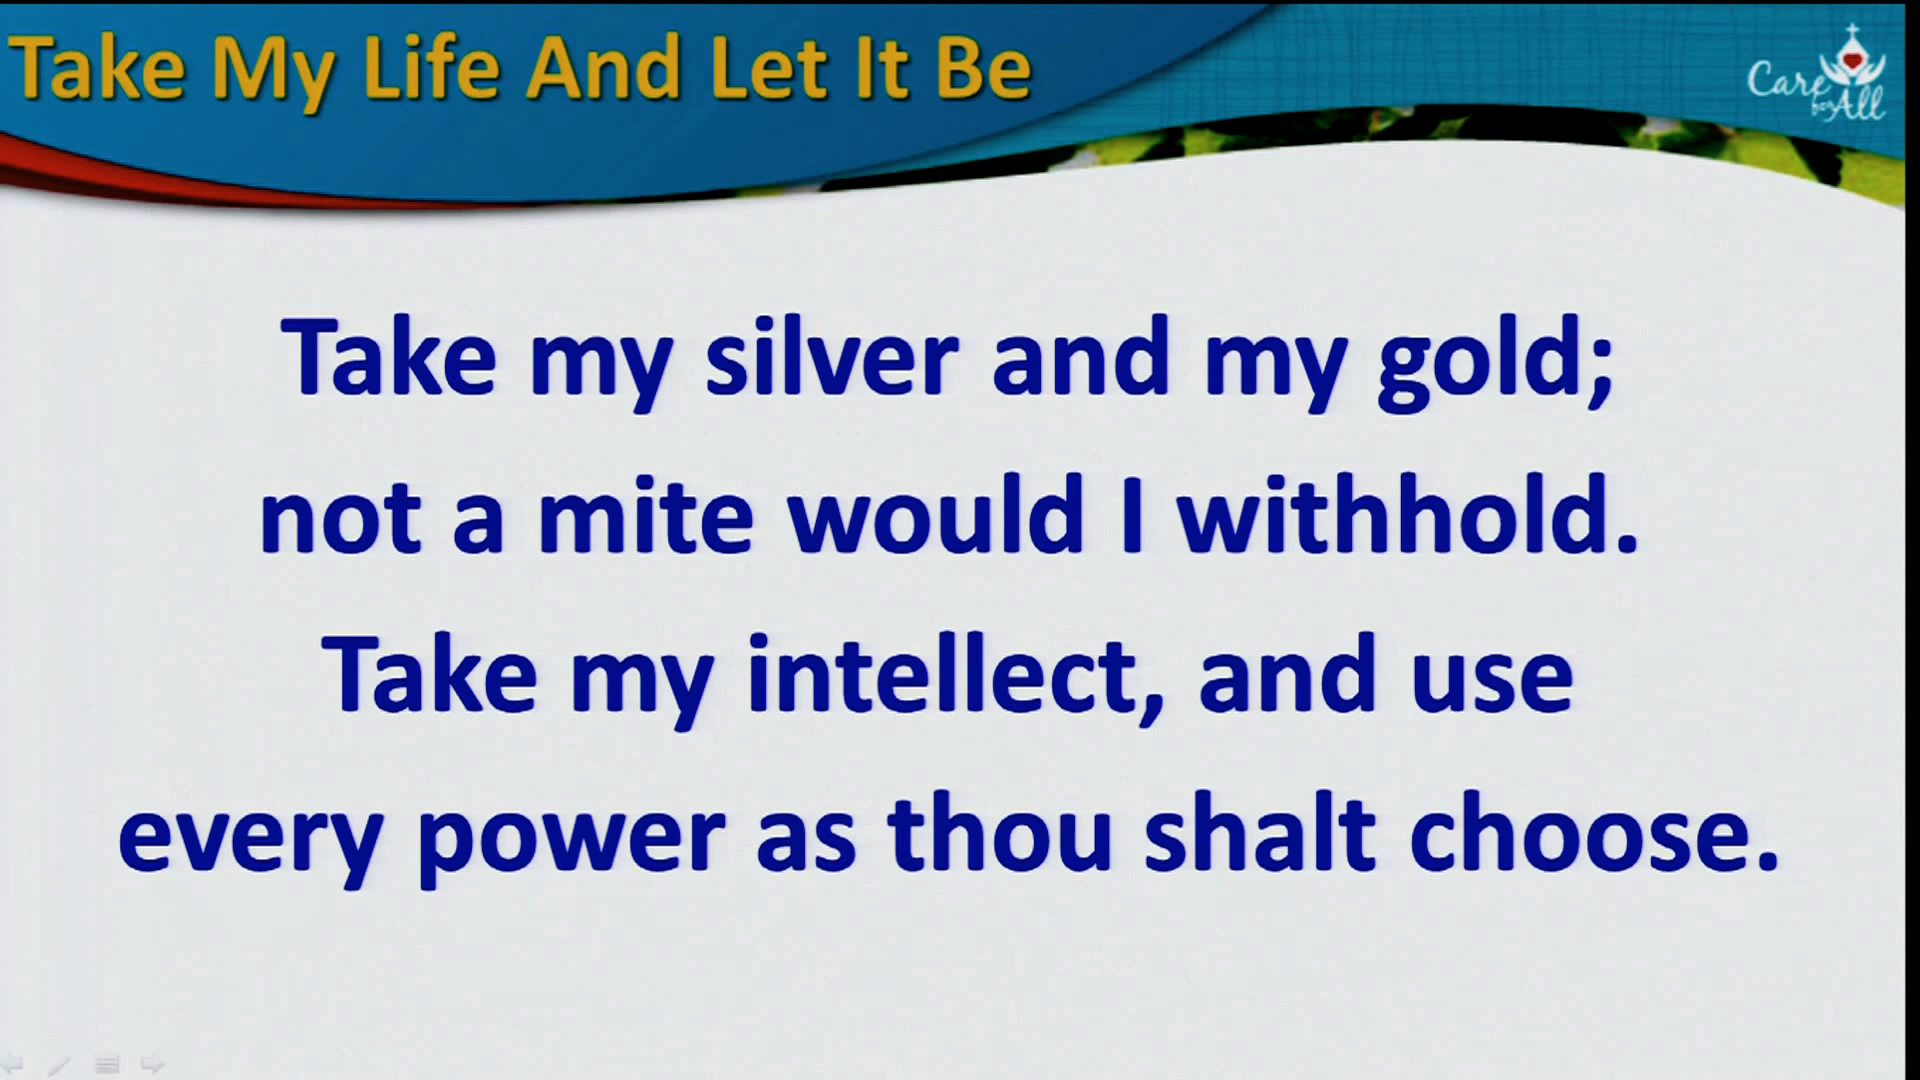 Take My Life And Let It Be
Care
for All
Take my silver and my gold;
not a mite would I withhold.
Take my intellect, and use
every power as thou shalt choose.